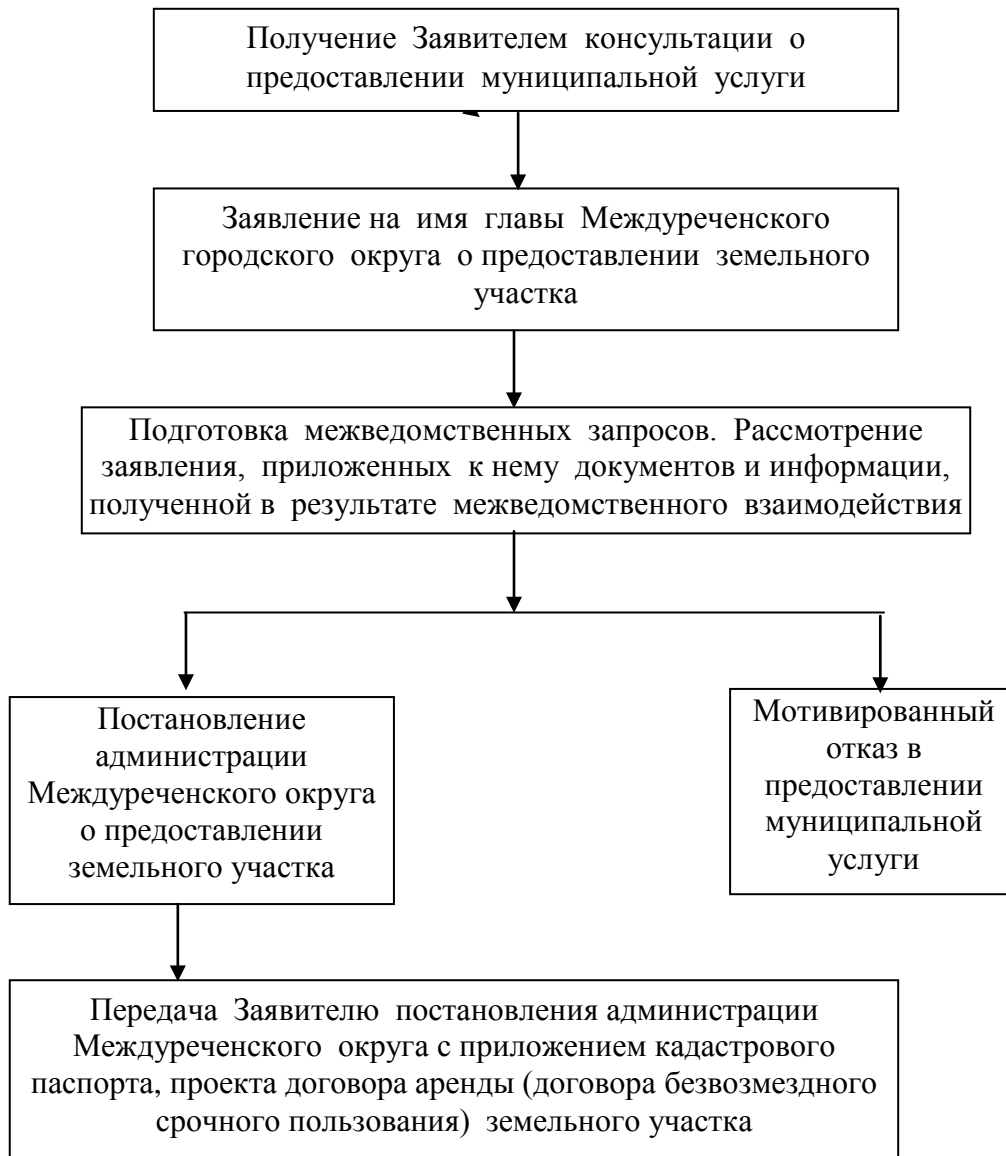 Получение Заявителем консультации о
предоставлении муниципальной услуги
Заявление на имя главы Междуреченского
городского округа о предоставлении земельного
участка
Подготовка межведомственных запросов. Рассмотрение
заявления, приложенных к нему документов и информации,
полученной в результате межведомственного взаимодействия
Постановление
администрации
Междуреченского округа
о предоставлении
земельного участка
Мотивированный
отказ в
предоставлении
муниципальной
услуги
Передача Заявителю постановления администрации
Междуреченского округа с приложением кадастрового
паспорта, проекта договора аренды (договора безвозмездного
срочного пользования) земельного участка